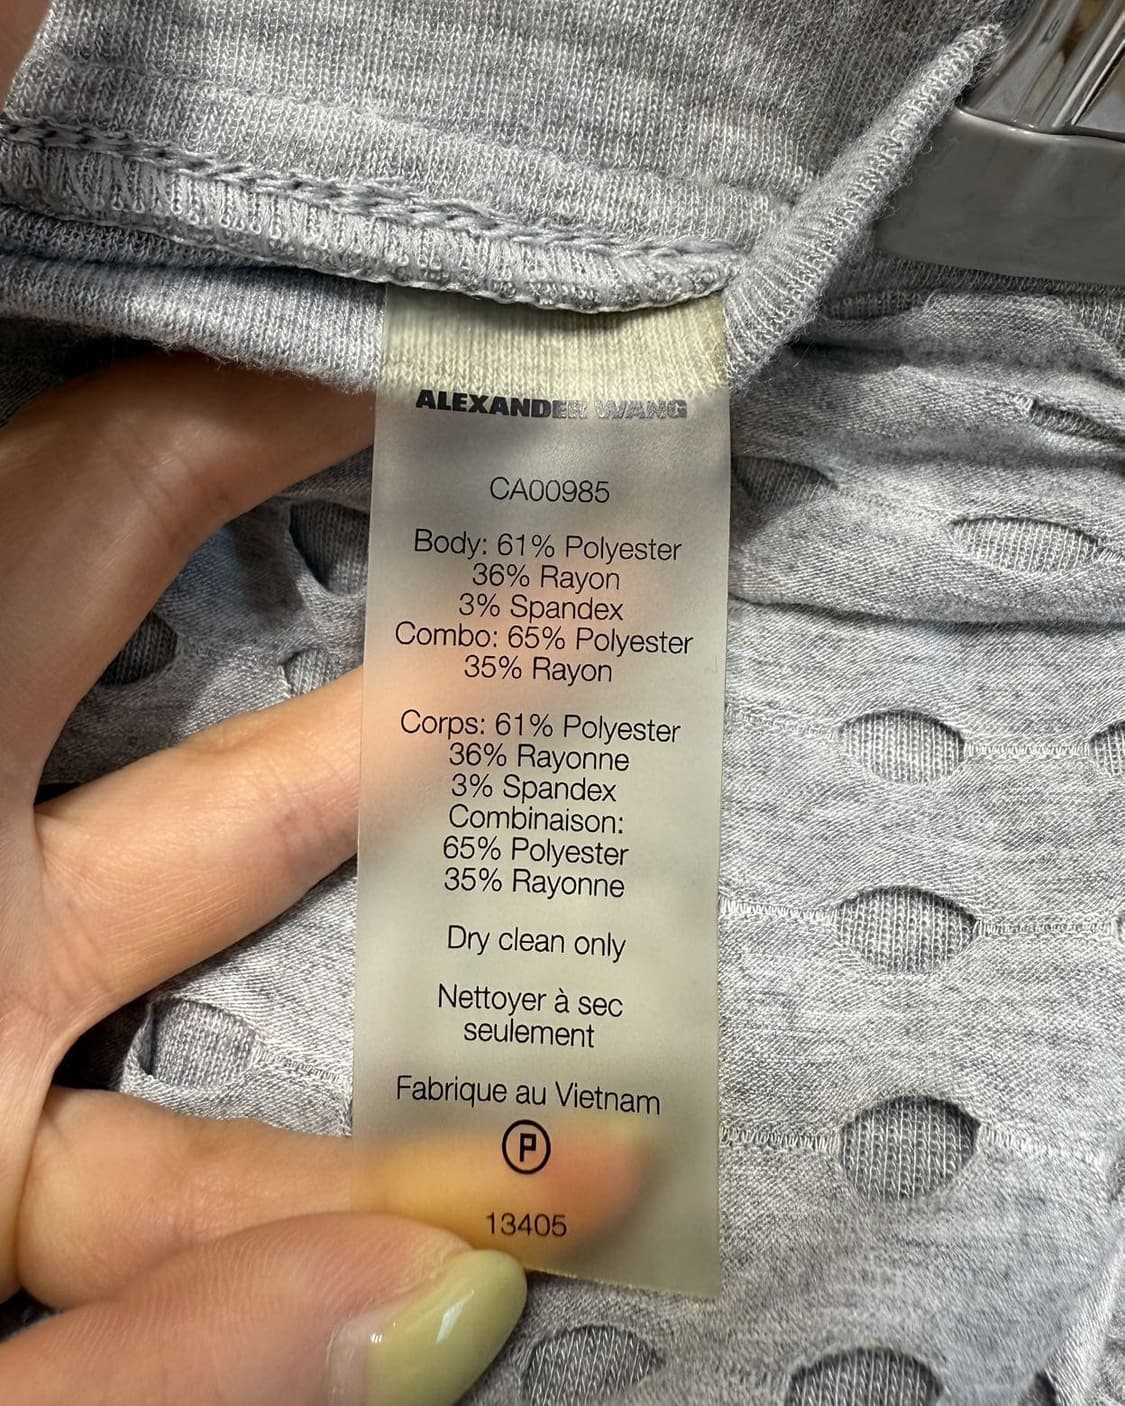 ALEXANDER WANG
CA00985
Body: 61% Polyester
36% Rayon
3% Spandex
Combo: 65% Polyester
35% Rayon
Corps: 61% Polyester
36% Rayonne
3% Spandex
Combinaison:
65% Polyester
35% Rayonne
Dry clean only
Nettoyer à sec
seulement
Fabrique au Vietnam
P
13405